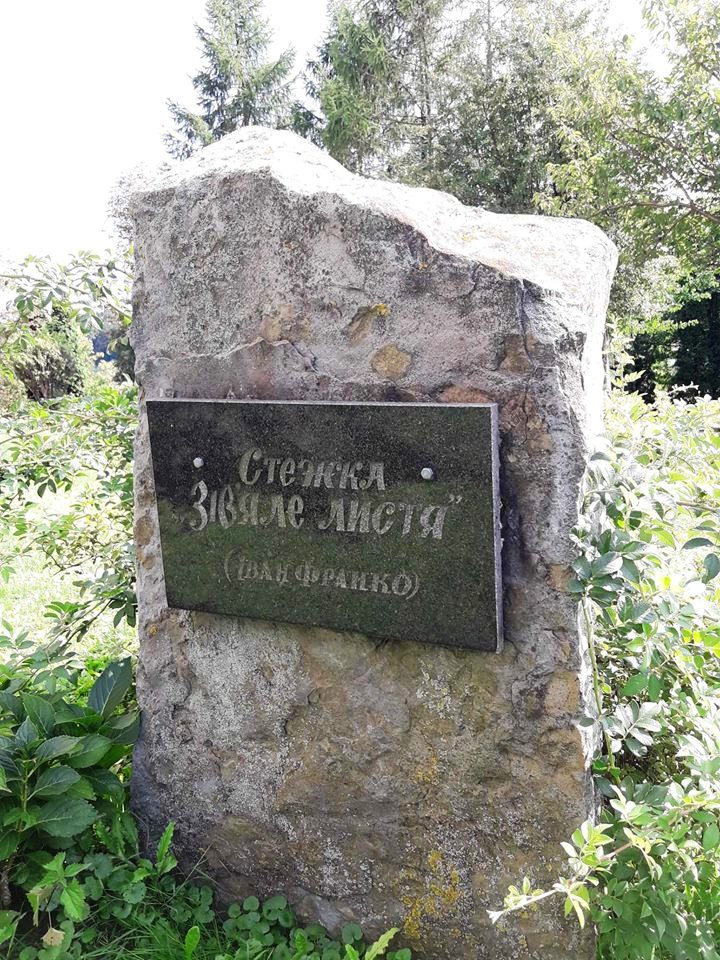 Стежка
„Зів'яле листя"
(Іван Франко)